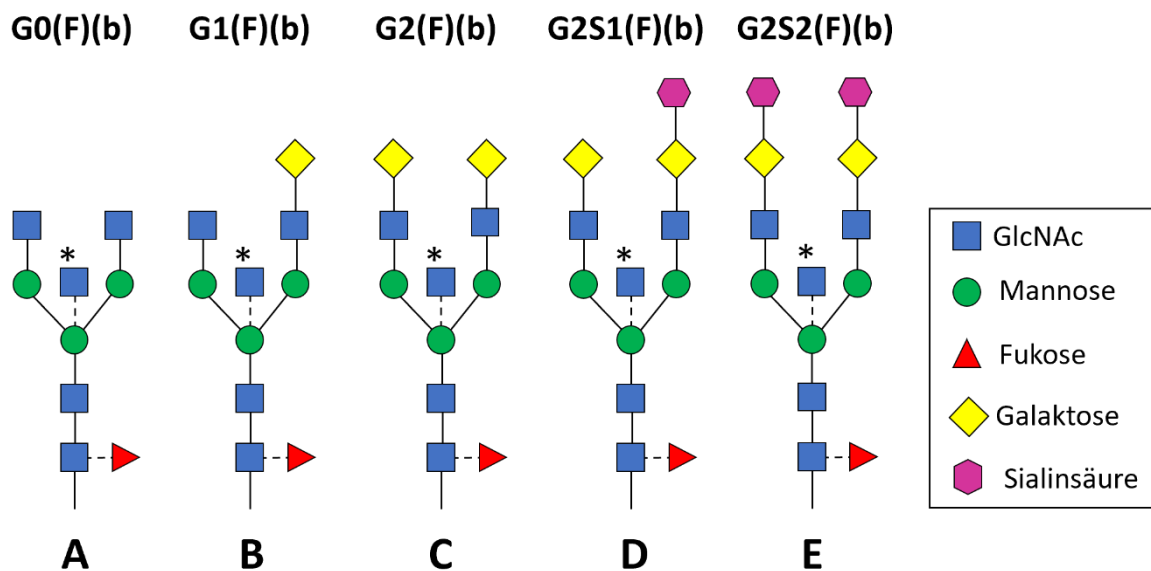 G0(F)(b) G1(F)(b) G2(F)(b) G2S1(F)(b) G2S2(F)(b)
* * * * *
GlcNAc
Mannose
Fukose
Galaktose
Sialinsäure
A B C D E